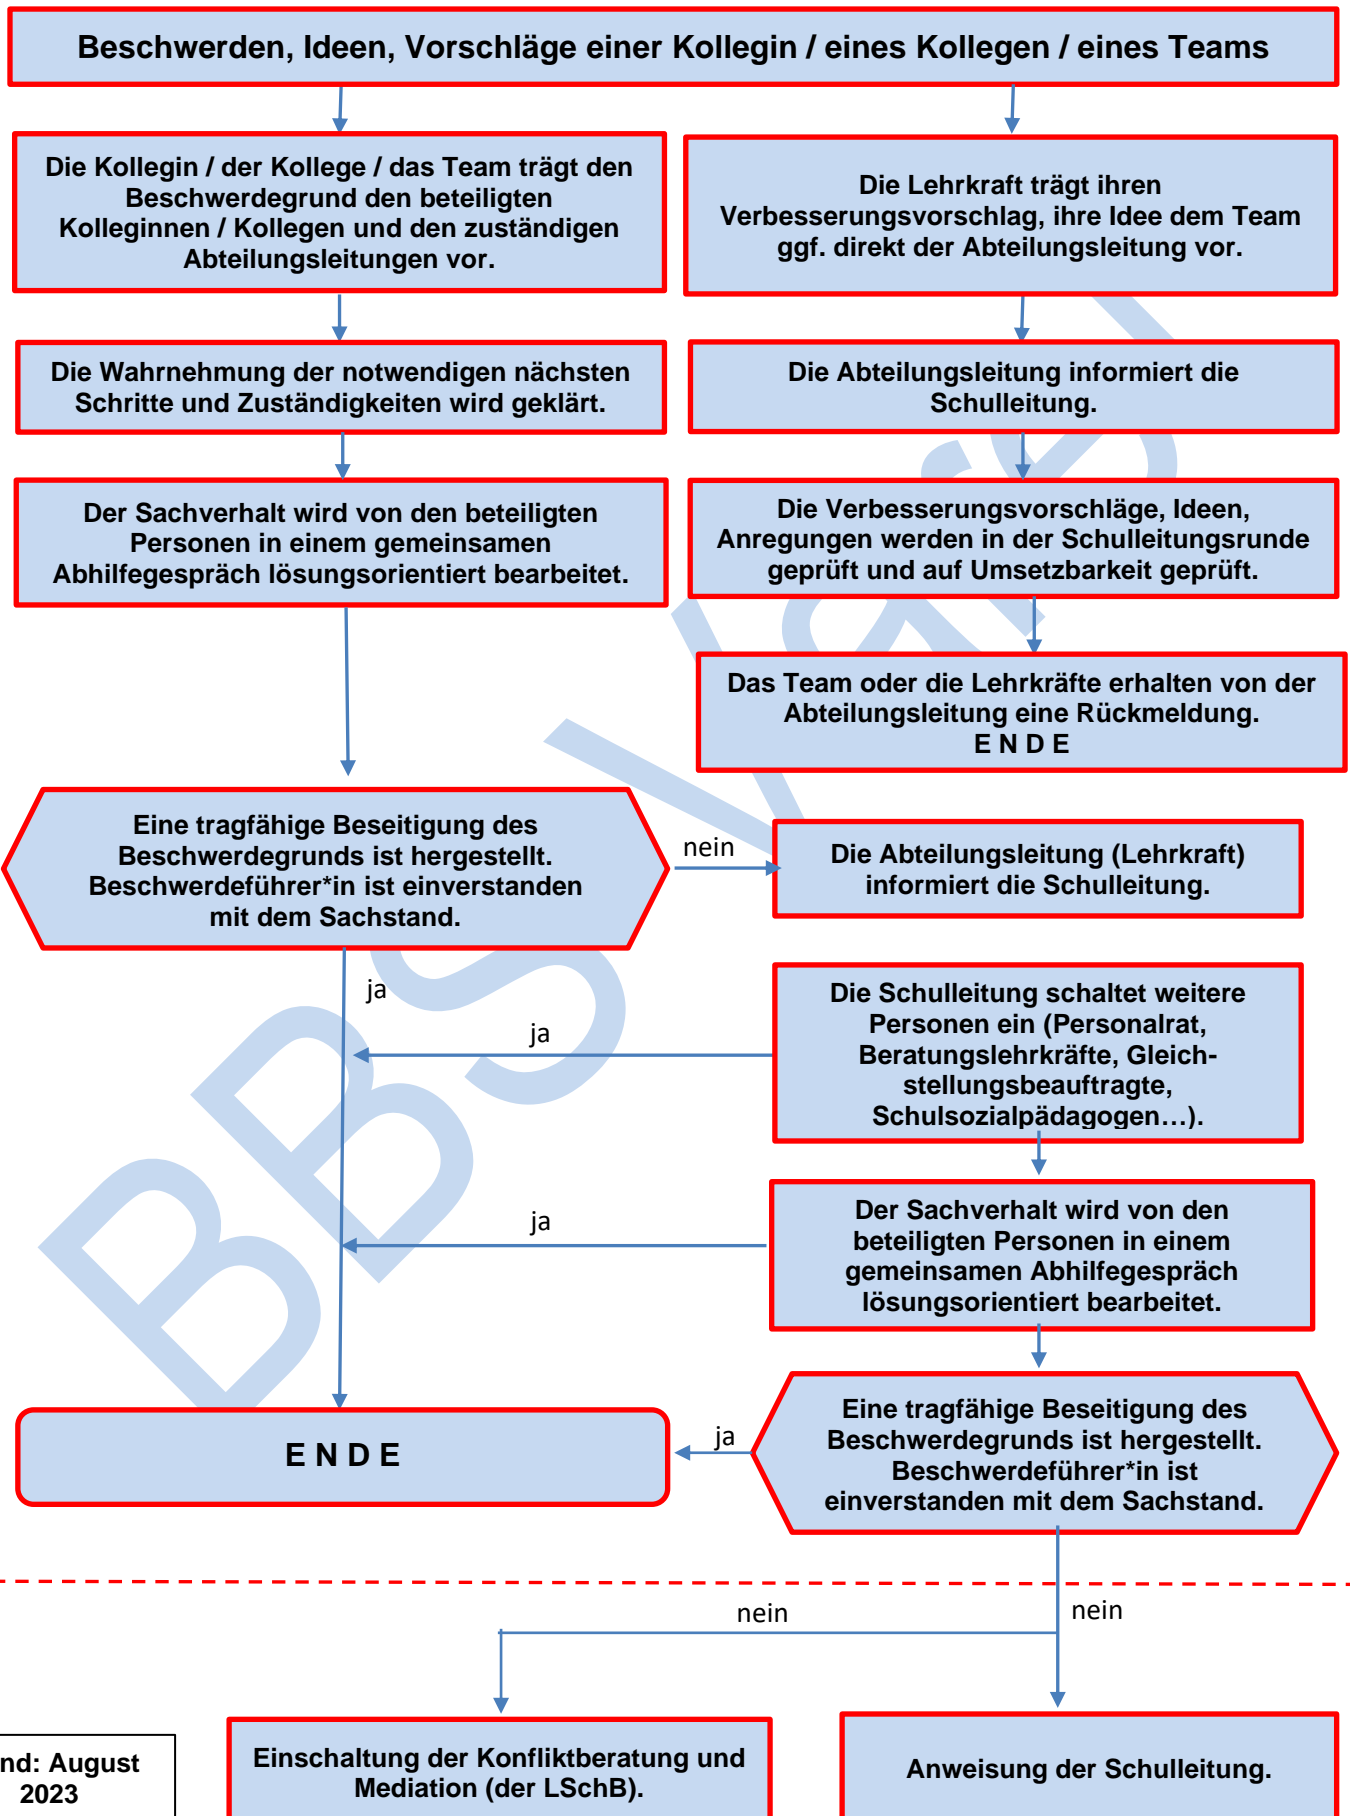 Beschwerden, Ideen, Vorschläge einer Kollegin / eines Kollegen / eines Teams
Die Kollegin / der Kollege / das Team trägt den
Beschwerdegrund den beteiligten
Kolleginnen / Kollegen und den zuständigen
Abteilungsleitungen vor.
Die Lehrkraft trägt ihren
Verbesserungsvorschlag, ihre Idee dem Team
ggf. direkt der Abteilungsleitung vor.
Die Wahrnehmung der notwendigen nächsten
Schritte und Zuständigkeiten wird geklärt.
Die Abteilungsleitung informiert die
Schulleitung.
Der Sachverhalt wird von den beteiligten
Personen in einem gemeinsamen
Abhilfegespräch lösungsorientiert bearbeitet.
Die Verbesserungsvorschläge, Ideen,
Anregungen werden in der Schulleitungsrunde
geprüft und auf Umsetzbarkeit geprüft.
Das Team oder die Lehrkräfte erhalten von der
Abteilungsleitung eine Rückmeldung.
E N D E
Eine tragfähige Beseitigung des
Beschwerdegrunds ist hergestellt.
Beschwerdeführer*in ist einverstanden
mit dem Sachstand.
nein
Die Abteilungsleitung (Lehrkraft)
informiert die Schulleitung.
ja
ja
Die Schulleitung schaltet weitere
Personen ein (Personalrat,
Beratungslehrkräfte, Gleich-
stellungsbeauftragte,
Schulsozialpädagogen…).
ja
Der Sachverhalt wird von den
beteiligten Personen in einem
gemeinsamen Abhilfegespräch
lösungsorientiert bearbeitet.
E N D E
ja
Eine tragfähige Beseitigung des
Beschwerdegrunds ist hergestellt.
Beschwerdeführer*in ist
einverstanden mit dem Sachstand.
nein
nein
nd: August
2023
Einschaltung der Konfliktberatung und
Mediation (der LSchB).
Anweisung der Schulleitung.
BBS Varel